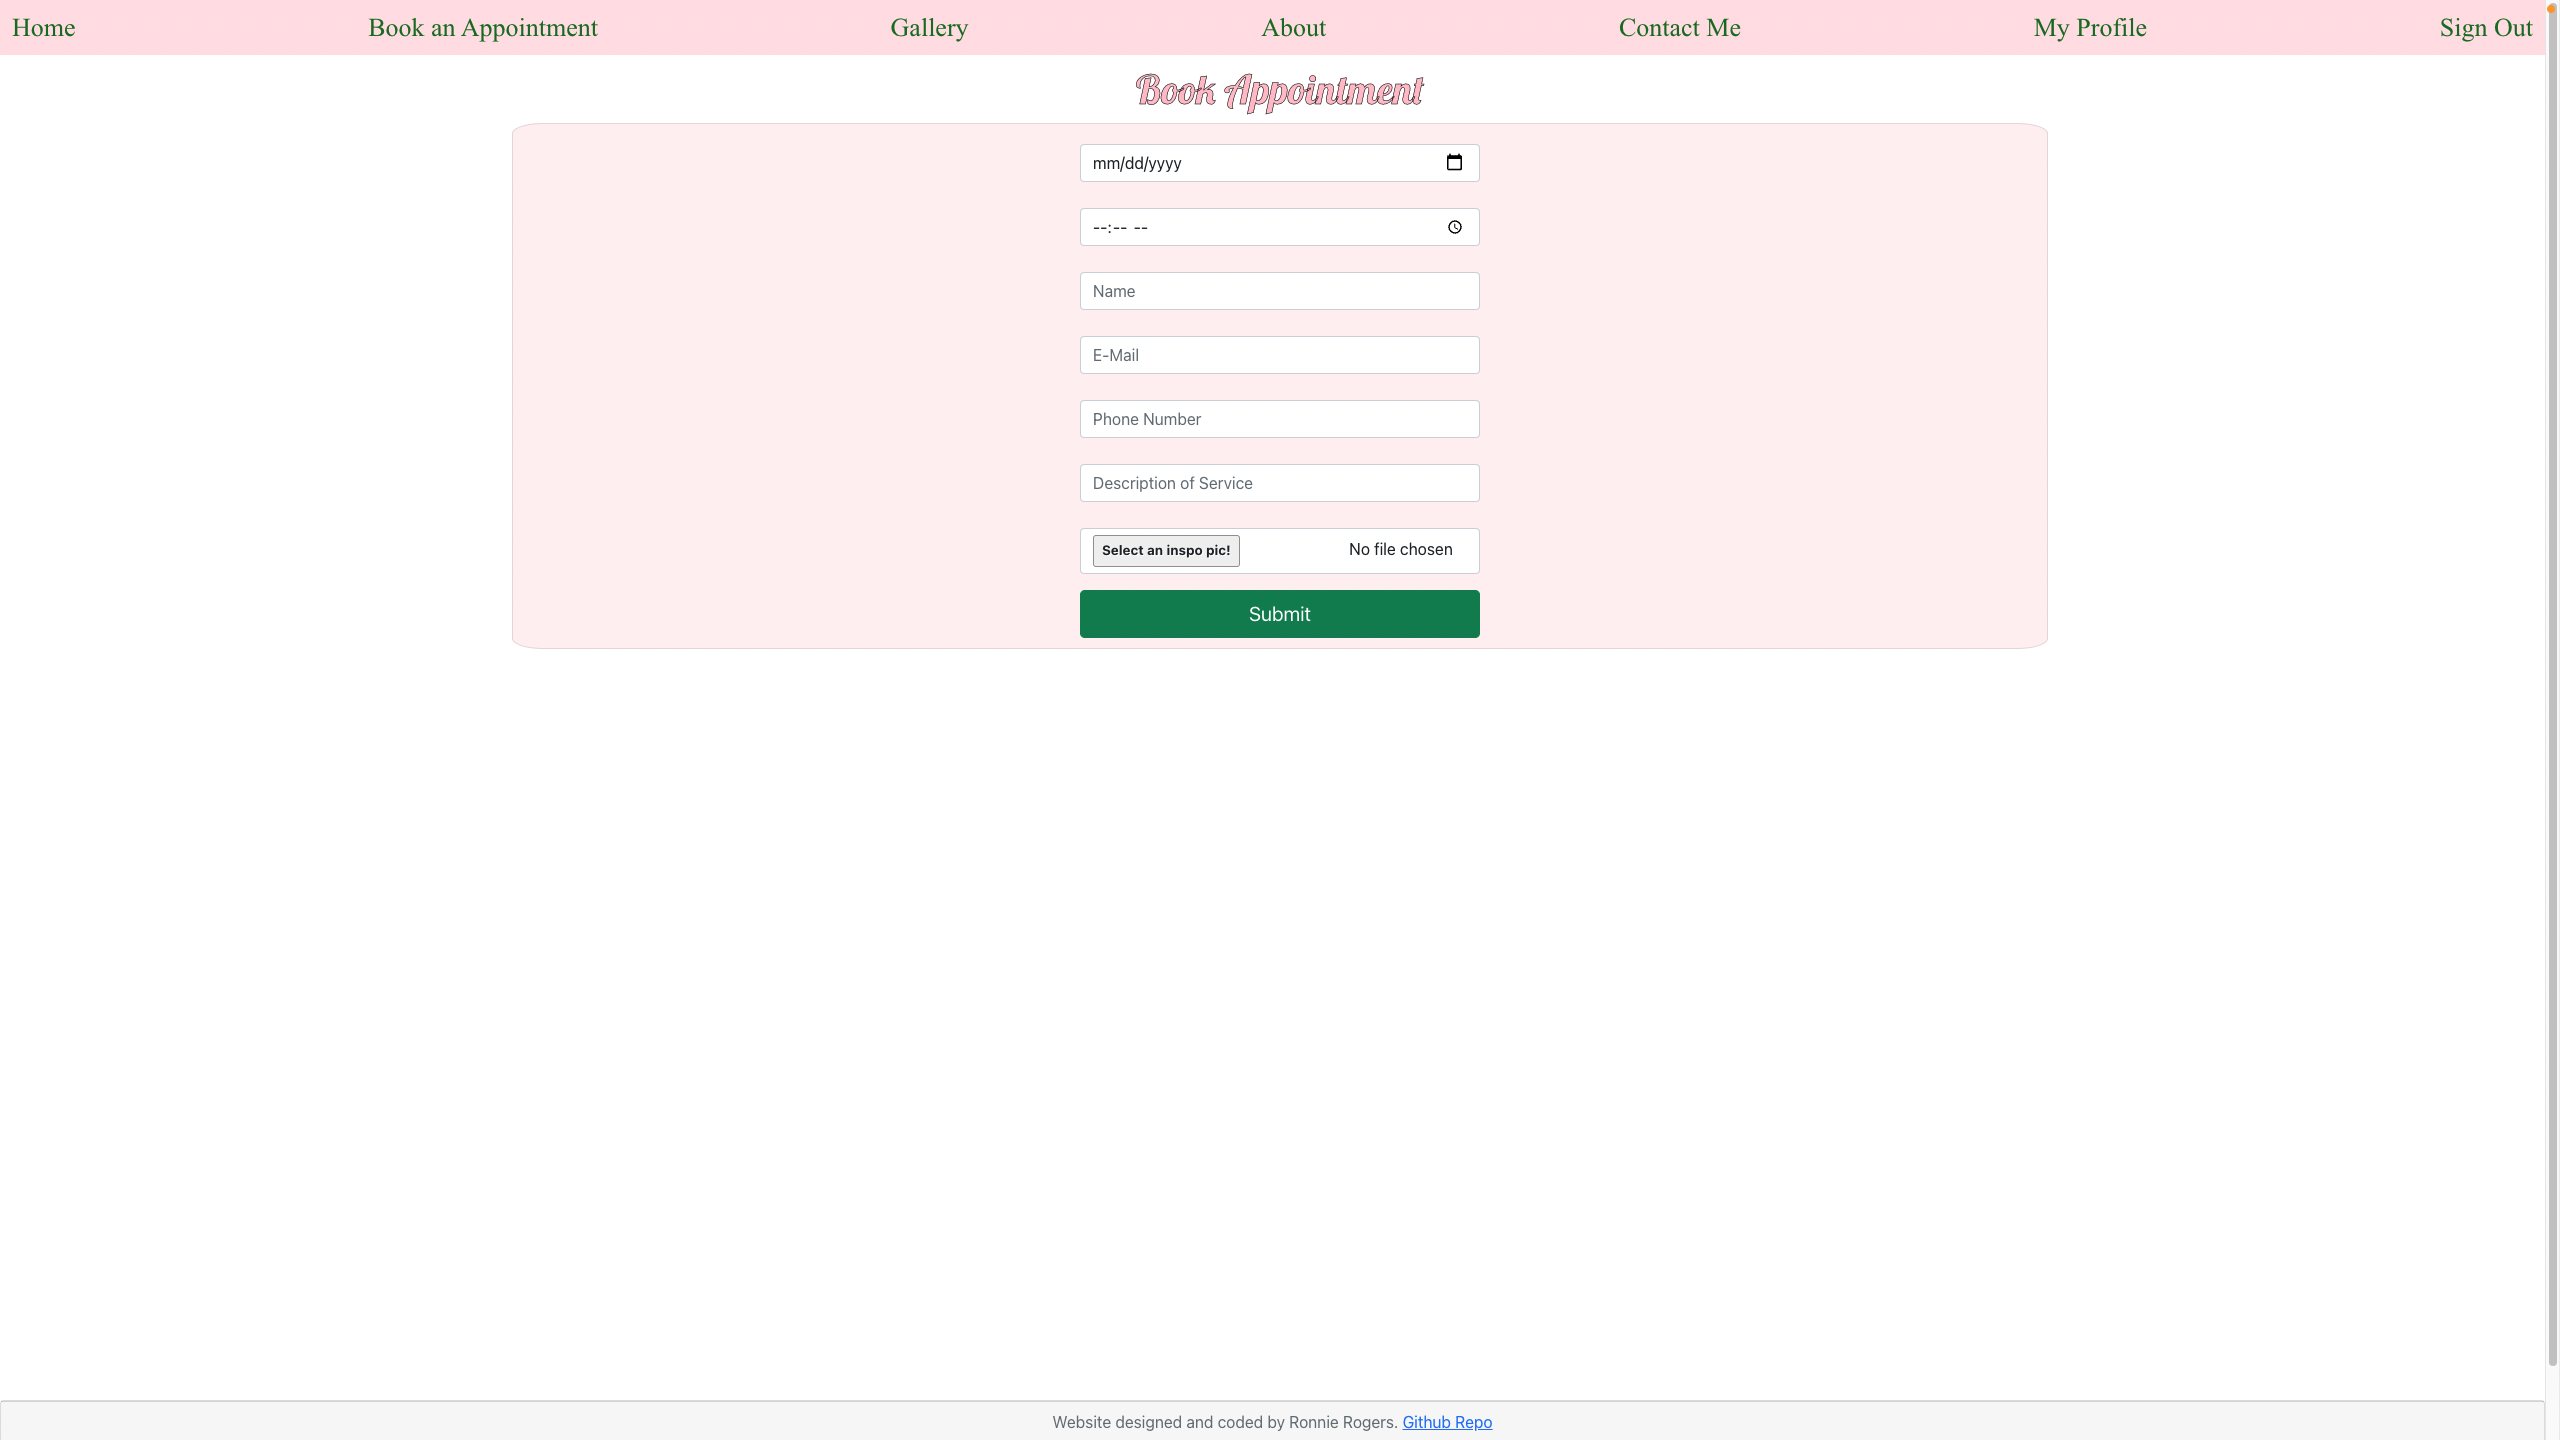 Home Book an Appointment Gallery About Contact Me My Profile Sign Out
Book Appointment
mm/dd/yyyy
--:-- --
Name
E-Mail
Phone Number
Description of Service
Select an inspo pic! No file chosen
Submit
Website designed and coded by Ronnie Rogers. Github Repo